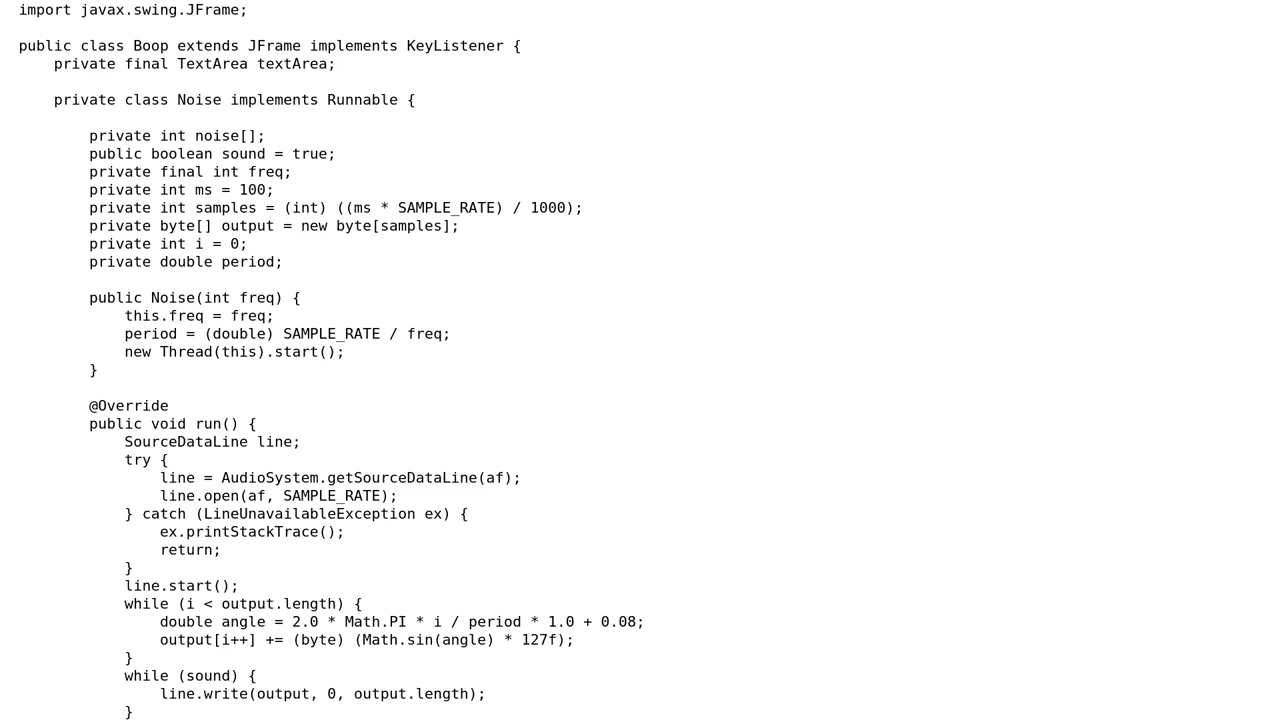 import javax.swing.JFrame;
public class Boop extends JFrame implements KeyListener {
private final TextArea textArea;
private class Noise implements Runnable {
private int noise[];
public boolean sound = true;
private final int freq;
private int ms = 100;
private int samples = (int) ((ms * SAMPLE_RATE) / 1000);
private byte[] output = new byte[samples];
private int i = 0;
private double period;
public Noise(int freq) {
this.freq = freq;
period = (double) SAMPLE_RATE / freq;
new Thread(this).start();
}
@Override
public void run() {
SourceDataLine line;
try {
line = AudioSystem.getSourceDataLine(af);
line.open(af, SAMPLE_RATE);
} catch (LineUnavailableException ex) {
ex.printStackTrace();
return;
}
line.start();
while (i < output.length) {
double angle = 2.0 * Math.PI * i / period * 1.0 + 0.08;
output[i++] += (byte) (Math.sin(angle) * 127f);
}
while (sound) {
line.write(output, 0, output.length);
}